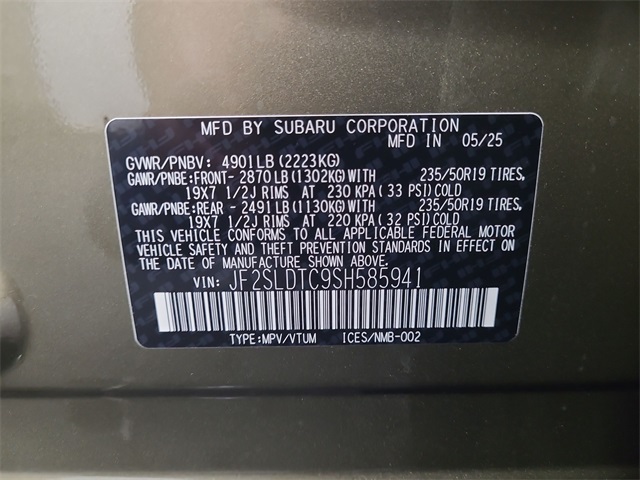 MFD BY SUBARU CORPORATION
MFD IN 05/25
GVWR/PNBV: 4901LB(2223KG)
GAWR/PNBE:FRONT- 2870LB(1302KG)WITH 235/50R19 TIRES,
19X7 1/2J RIMS AT 230 KPA(33 PSI)COLD
GAWR/PNBE:REAR - 2491LB(1130KG)WITH 235/50R19 TIRES,
19X7 1/2J RIMS AT 220 KPA(32 PSI)COLD
THIS VEHICLE CONFORMS TO ALL APPLICABLE FEDERAL MOTOR
VEHICLE SAFETY AND THEFT PREVENTION STANDARDS IN EFFECT ON
THE DATE OF MANUFACTURE SHOWN ABOVE.
VIN: JF2SLDTC9SH585941
TYPE:MPV/VTUM ICES/NMB-002